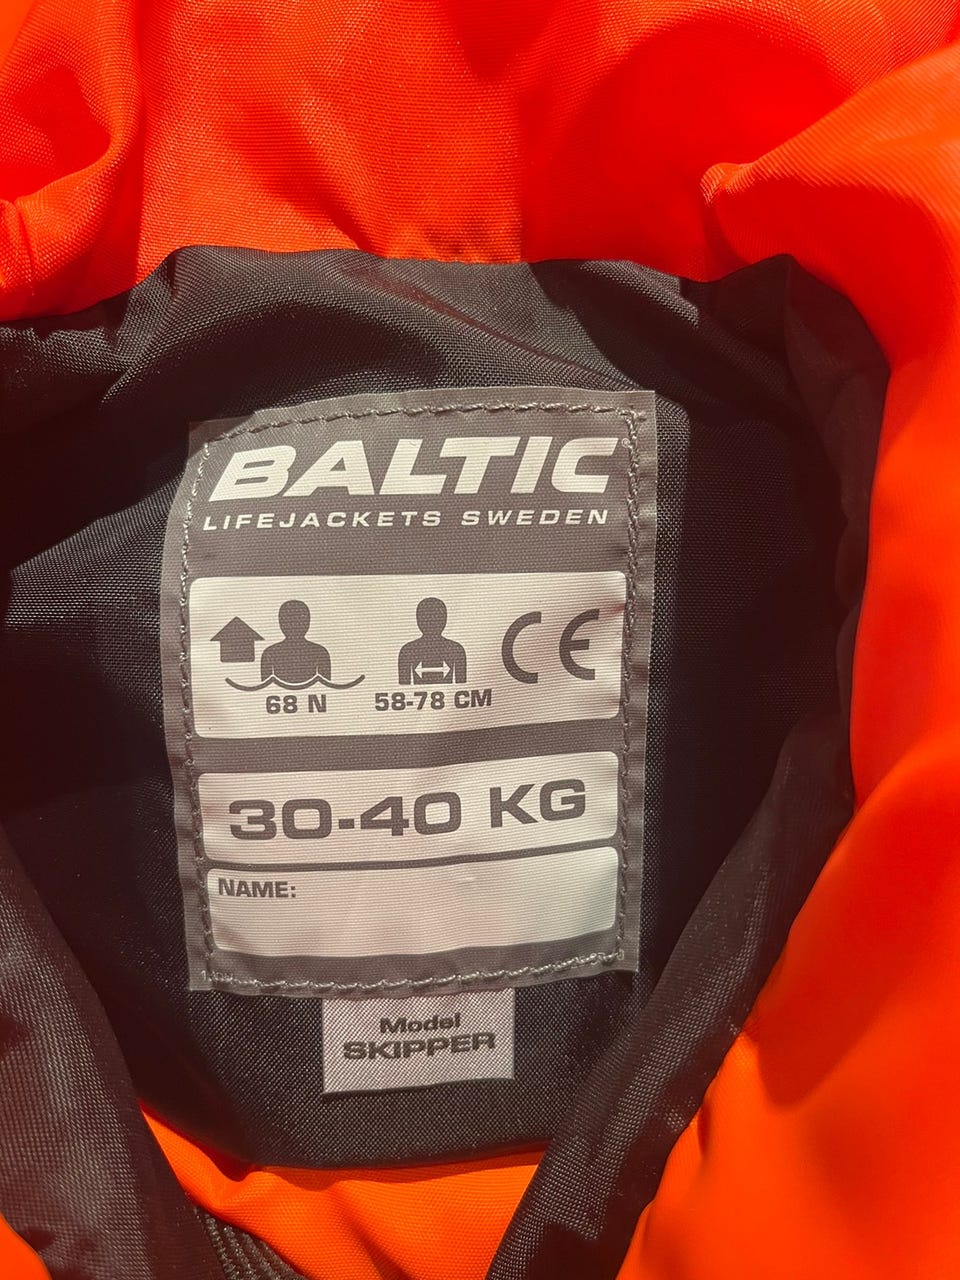 BALTIC
LIFEJACKETS SWEDEN
68 N
58-78 CM
CE
30-40 KG
NAME:
Model
SKIPPER